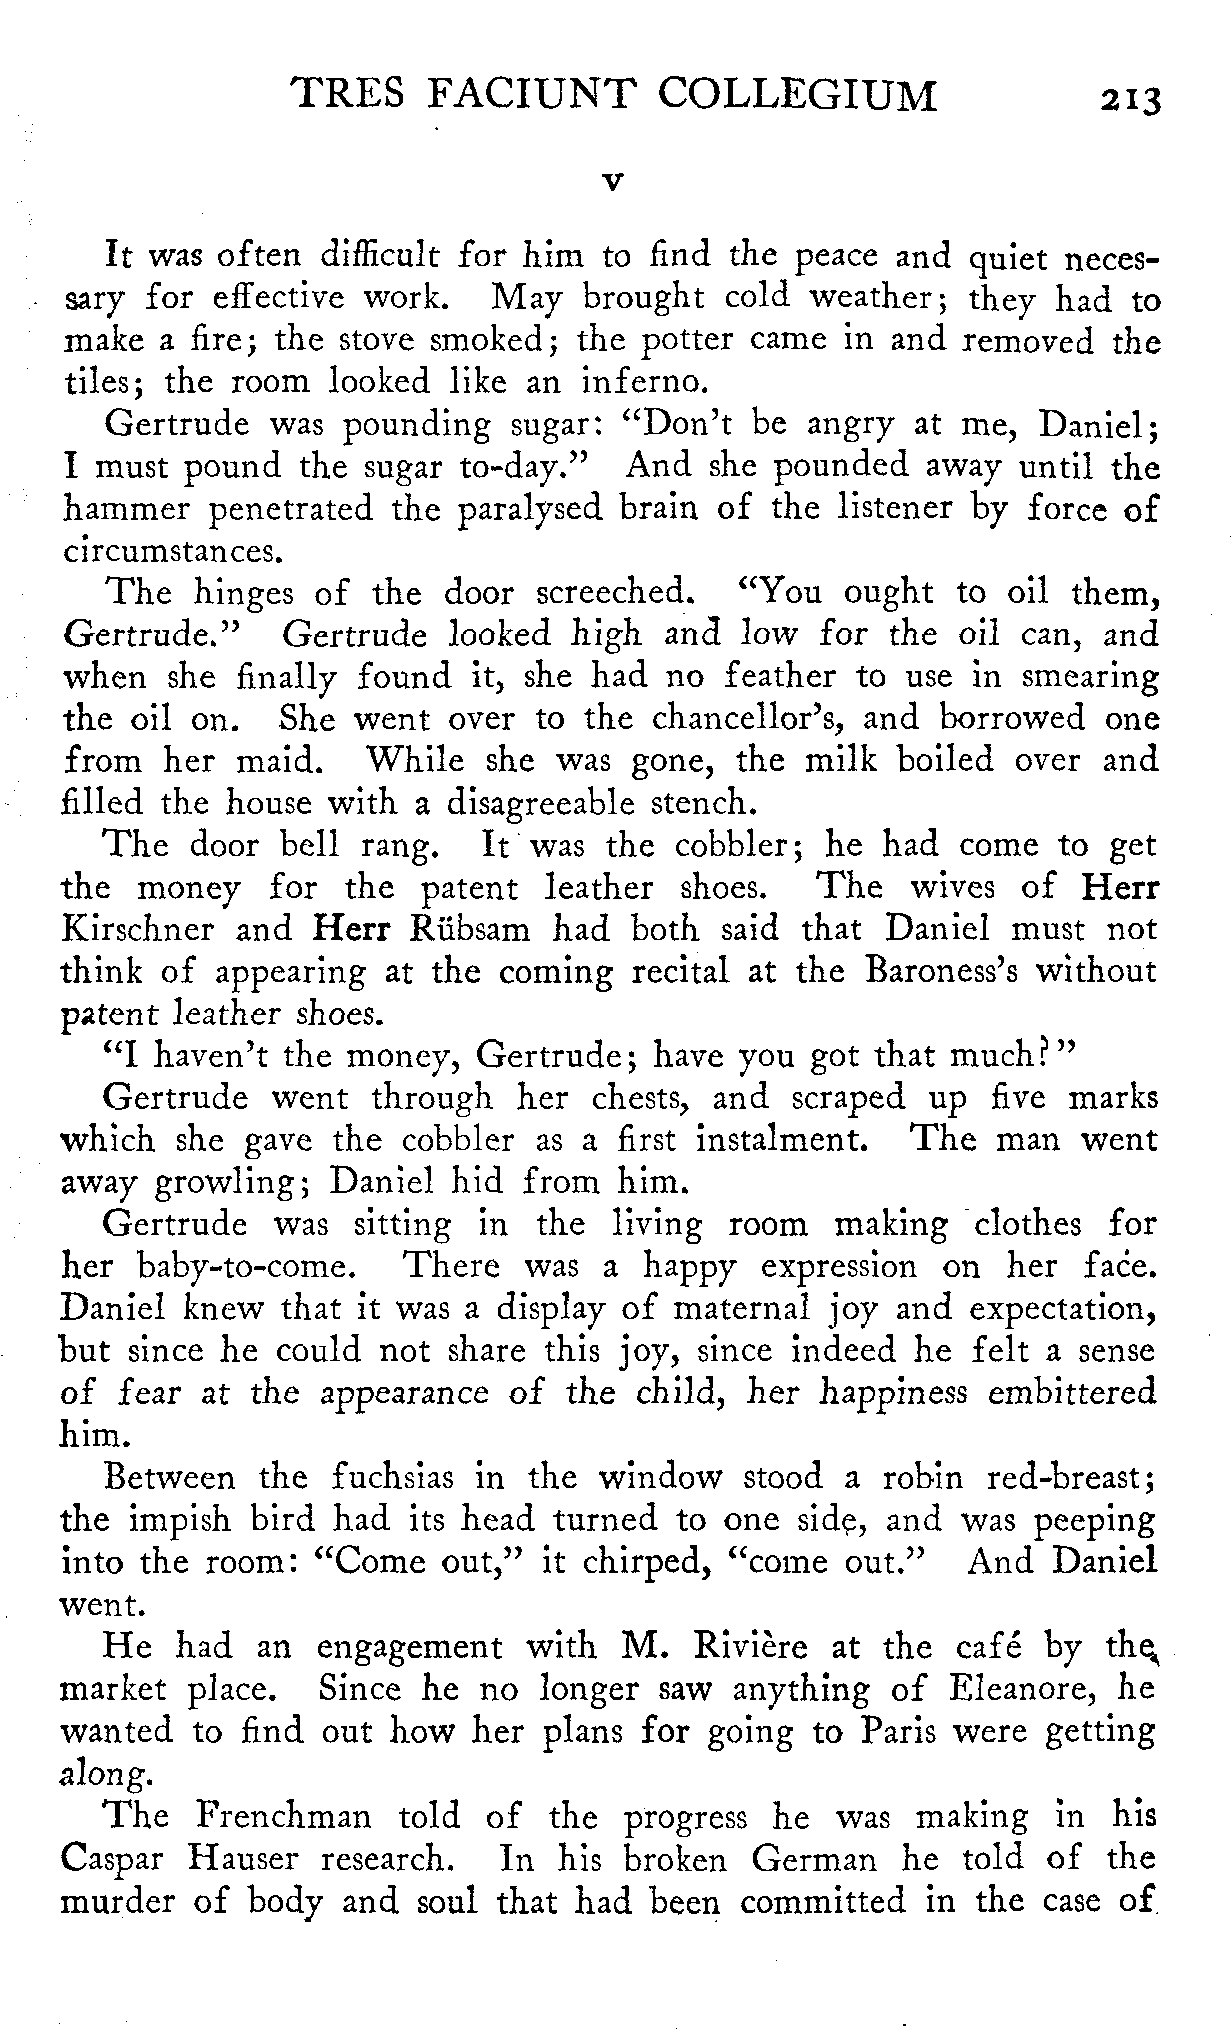 TRES FACIUNT COLLEGIUM 213
V
It was often difficult for him to find the peace and quiet neces-
sary for effective work. May brought cold weather; they had to
make a fire; the stove smoked; the potter came in and removed the
tiles; the room looked like an inferno.
Gertrude was pounding sugar: “Don’t be angry at me, Daniel;
I must pound the sugar to-day.” And she pounded away until the
hammer penetrated the paralysed brain of the listener by force of
circumstances.
The hinges of the door screeched. “You ought to oil them,
Gertrude.” Gertrude looked high and low for the oil can, and
when she finally found it, she had no feather to use in smearing
the oil on. She went over to the chancellor’s, and borrowed one
from her maid. While she was gone, the milk boiled over and
filled the house with a disagreeable stench.
The door bell rang. It was the cobbler; he had come to get
the money for the patent leather shoes. The wives of Herr
Kirschner and Herr Rübsam had both said that Daniel must not
think of appearing at the coming recital at the Baroness’s without
patent leather shoes.
“I haven’t the money, Gertrude; have you got that much?”
Gertrude went through her chests, and scraped up five marks
which she gave the cobbler as a first instalment. The man went
away growling; Daniel hid from him.
Gertrude was sitting in the living room making clothes for
her baby-to-come. There was a happy expression on her face.
Daniel knew that it was a display of maternal joy and expectation,
but since he could not share this joy, since indeed he felt a sense
of fear at the appearance of the child, her happiness embittered
him.
Between the fuchsias in the window stood a robin red-breast;
the impish bird had its head turned to one side, and was peeping
into the room: “Come out,” it chirped, “come out.” And Daniel
went.
He had an engagement with M. Rivière at the café by the
market place. Since he no longer saw anything of Eleanore, he
wanted to find out how her plans for going to Paris were getting
along.
The Frenchman told of the progress he was making in his
Caspar Hauser research. In his broken German he told of the
murder of body and soul that had been committed in the case of